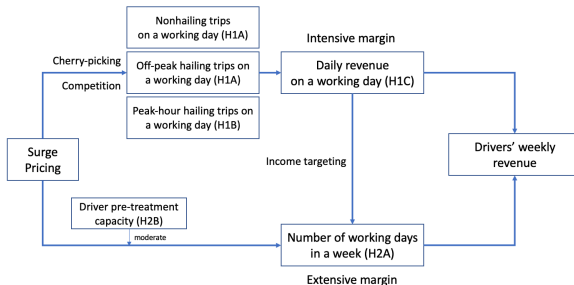 Nonhailing trips
on a working day (H1A)
Intensive margin
Cherry-picking
Competition
Off-peak hailing trips on
a working day (H1A)
Daily revenue
on a working day (H1C)
Peak-hour hailing trips on
a working day (H1B)
Surge
Pricing
Income targeting
Drivers' weekly
revenue
Driver pre-treatment
capacity (H2B)
moderate
Number of working days
in a week (H2A)
Extensive margin